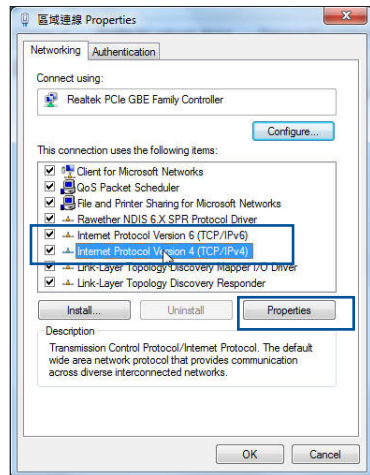 區域連線 Properties
Networking
Authentication
Connect using:
Realtek PCIe GBE Family Controller
Configure...
This connection uses the following items:
Client for Microsoft Networks
QoS Packet Scheduler
File and Printer Sharing for Microsoft Networks
Rawether NDIS 6.X SPR Protocol Driver
Internet Protocol Version 6 (TCP/IPv6)
Internet Protocol Version 4 (TCP/IPv4)
Link-Layer Topology Discovery Mapper I/O Driver
Link-Layer Topology Discovery Responder
Install...
Uninstall
Properties
Description
Transmission Control Protocol/Internet Protocol. The default
wide area network protocol that provides communication
across diverse interconnected networks.
OK
Cancel